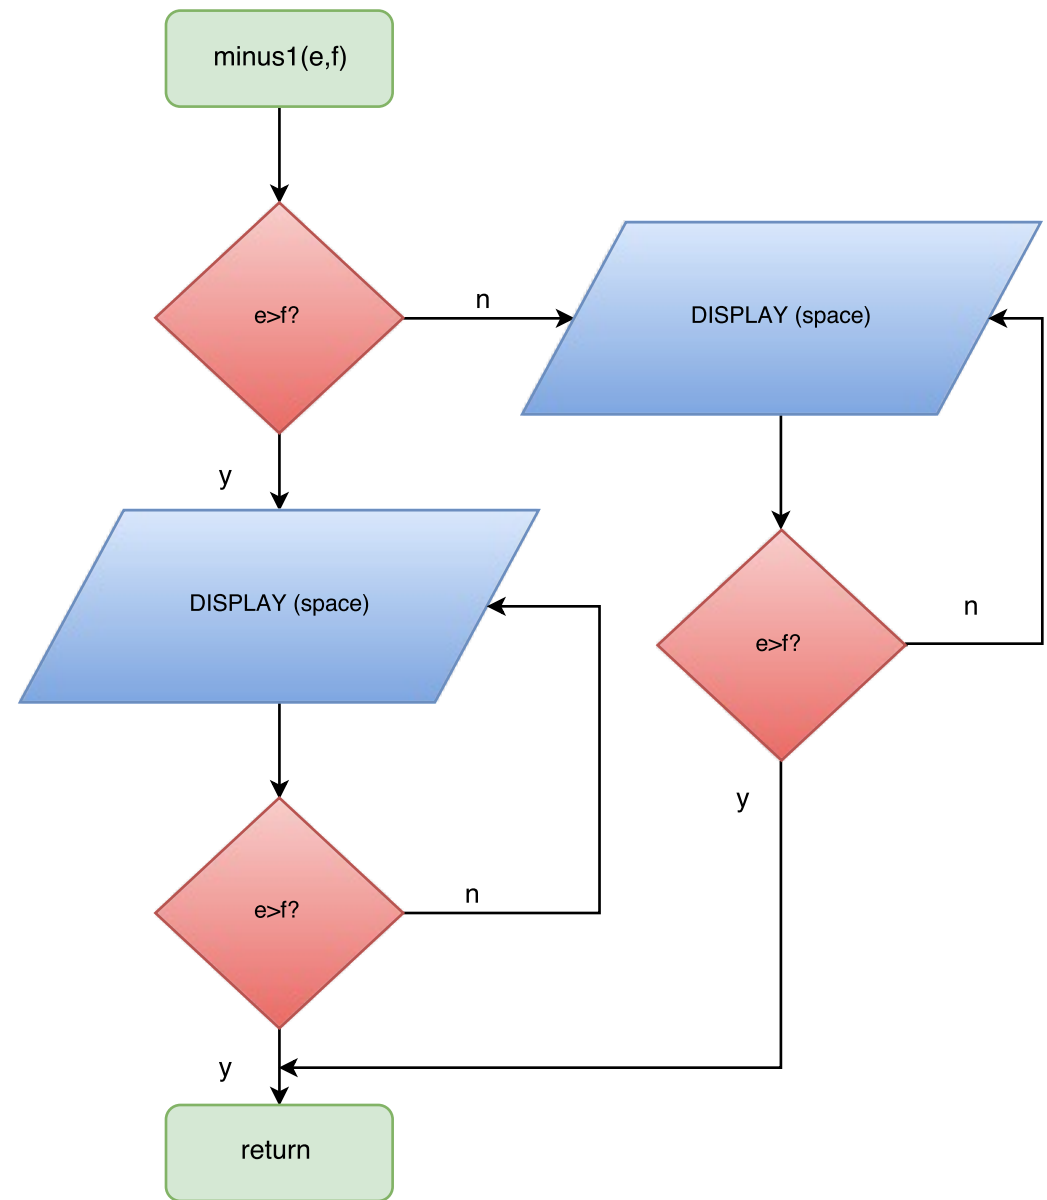 minus1(e,f)
e>f?
n
DISPLAY (space)
y
DISPLAY (space)
e>f?
n
y
e>f?
n
y
return